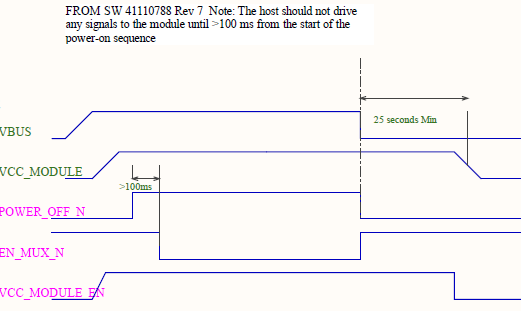 FROM SW 41110788 Rev 7  Note: The host should not drive
any signals to the module until >100 ms from the start of the
power-on sequence
25 seconds Min
VBUS
VCC_MODULE
>100ms
POWER_OFF_N
EN_MUX_N
VCC_MODULE_EN